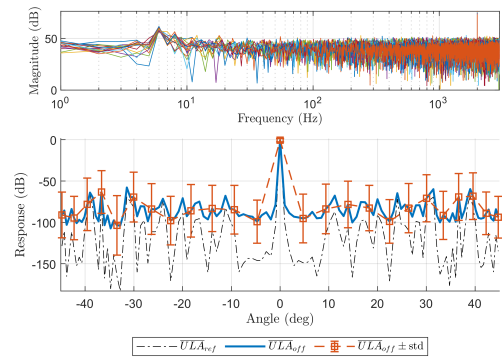 Magnitude (dB)
50
0
10^0
10^1
10^2
10^3
Frequency (Hz)
Response (dB)
0
-50
-100
-150
-40 -30 -20 -10 0 10 20 30 40
Angle (deg)
ULA_ref ULA_off ULA_off ± std